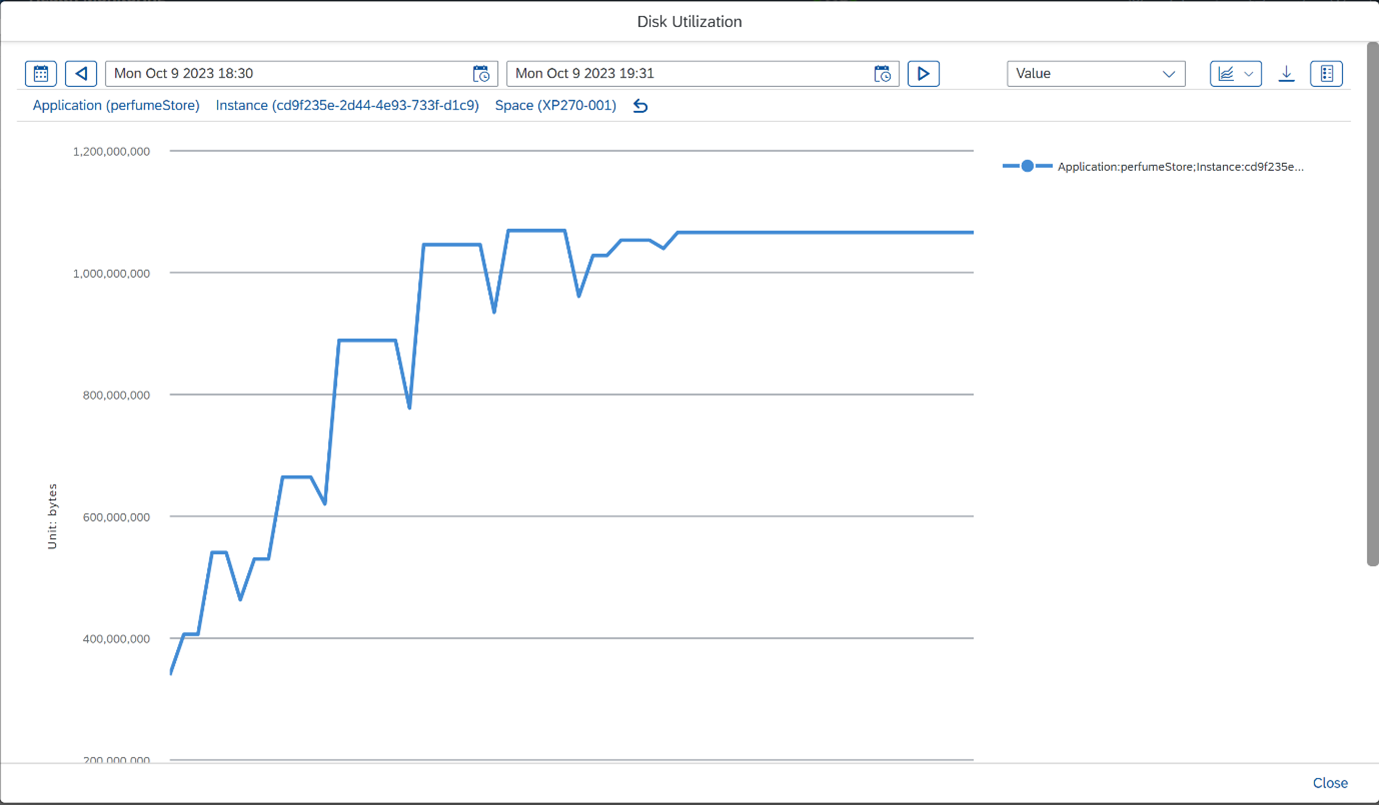 Disk Utilization
Mon Oct 9 2023 18:30
Mon Oct 9 2023 19:31
Value
Application (perfumeStore) Instance (cd9f235e-2d44-4e93-733f-d1c9) Space (XP270-001)
1,200,000,000
Application:perfumeStore;Instance:cd9f235e...
1,000,000,000
800,000,000
600,000,000
Unit: bytes
400,000,000
200,000,000
Close